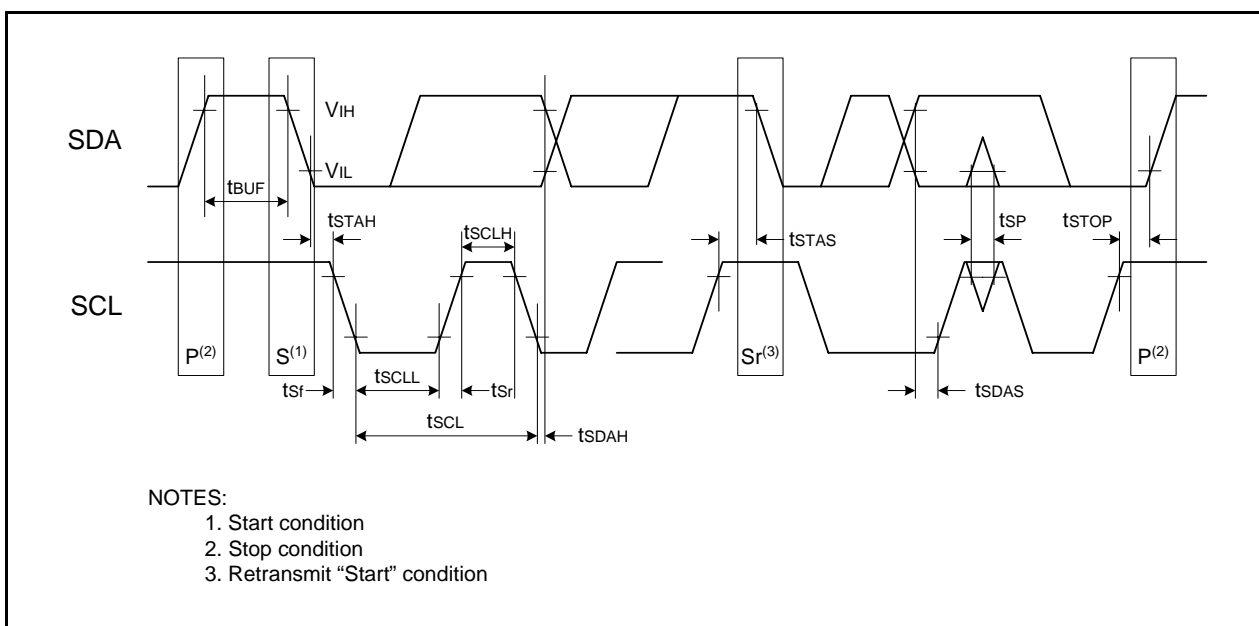 SDA
VIH
VIL
tBUF
tSTAH
tSCLH
tSTAS
tSP
tSTOP
SCL
P(2)
S(1)
Sr(3)
P(2)
tSf
tSCLL
tSr
tSDAS
tSCL
tSDAH
NOTES:
1. Start condition
2. Stop condition
3. Retransmit “Start” condition